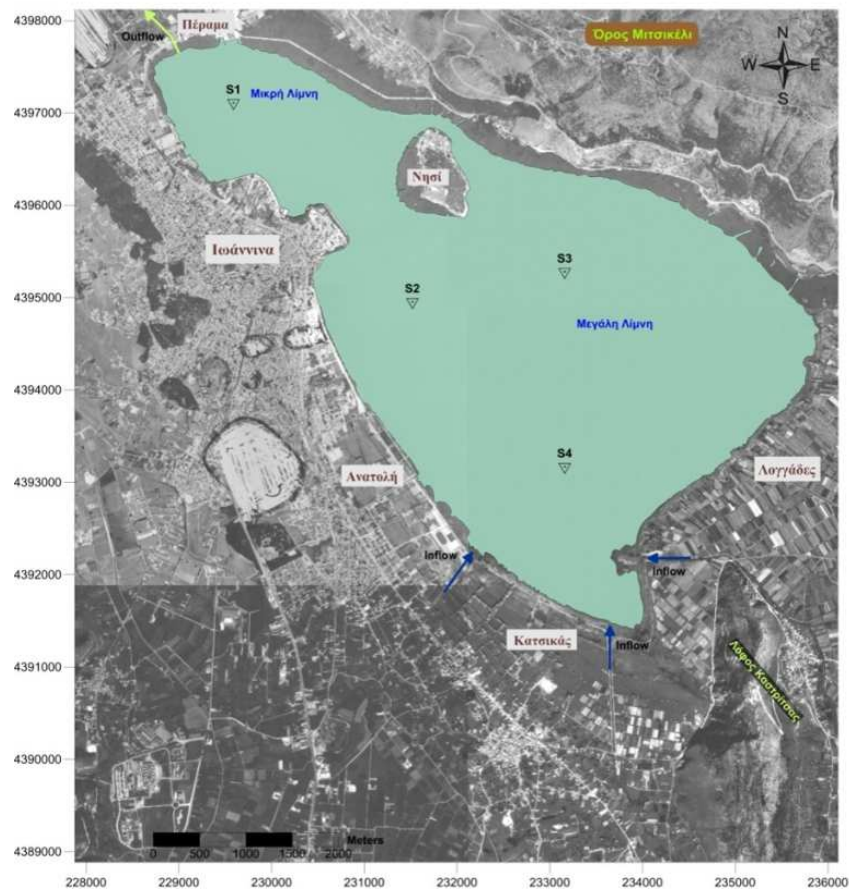 4398000
4397000
4396000
4395000
4394000
4393000
4392000
4391000
4390000
4389000
Outflow
Πέραμα
Όρος Μιτσικέλι
N
W
E
S
S1
Μικρή Λίμνη
Νησί
Ιωάννινα
S2
S3
Μεγάλη Λίμνη
Ανατολή
S4
Λογγάδες
Inflow
Inflow
Κατσικάς
Inflow
Λόφος Καστρίτσας
Meters
0 500 1000 1500 2000
228000 229000 230000 231000 232000 233000 234000 235000 236000